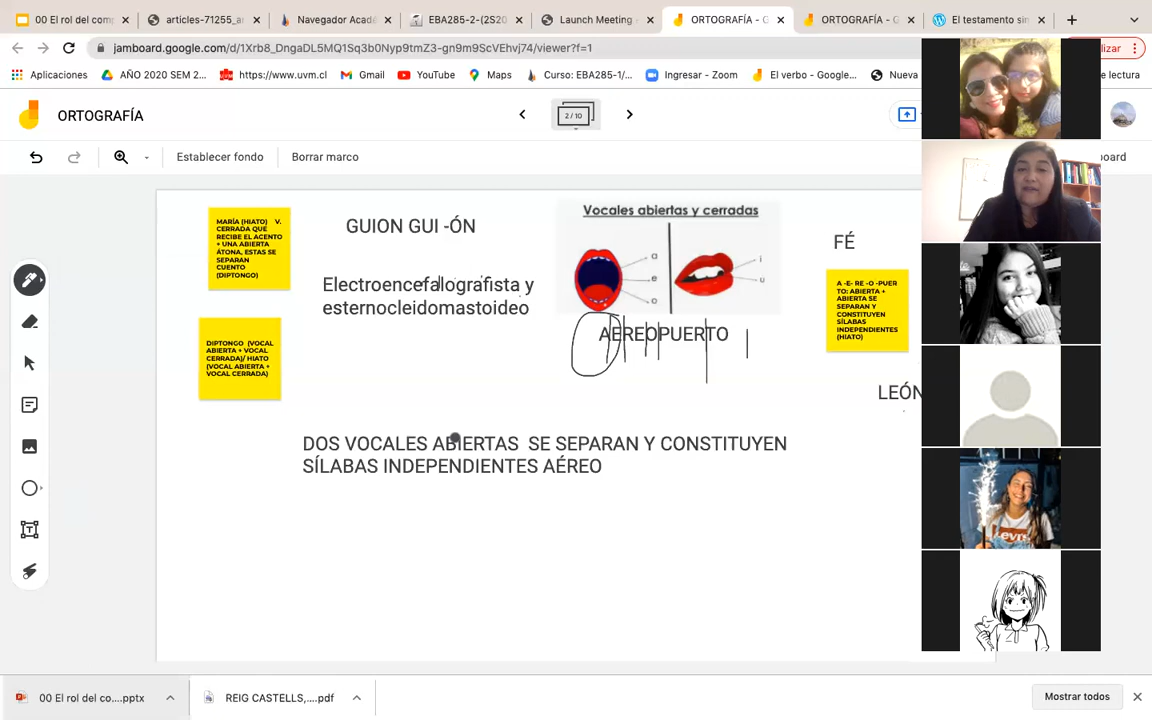 00 El rol del comp
articles-71255_ar
Navegador Acadé
EBA285-2-(2S20
Launch Meeting -
ORTOGRAFÍA - G
ORTOGRAFÍA - G
El testamento sin
jamboard.google.com/d/1Xrb8_DngaDL5MQ1Sq3b0Nyp9tmZ3-gn9m9ScVEhvj74/viewer?f=1
lizar
Aplicaciones
AÑO 2020 SEM 2...
https://www.uvm.cl
Gmail
YouTube
Maps
Curso: EBA285-1/...
Ingresar - Zoom
El verbo - Google...
Nueva
e lectura
ORTOGRAFÍA
2 / 10
Establecer fondo
Borrar marco
board
MARÍA (HIATO) V.
CERRADA QUE
RECIBE EL ACENTO
+ UNA ABIERTA
ÁTONA, ESTAS SE
SEPARAN
CUENTO
(DIPTONGO)
GUION GUI -ÓN
Electroencefalografista y
esternocleidomastoideo
Vocales abiertas y cerradas
a
e
o
i
u
AEREOPUERTO
FÉ
A -E- RE -O -PUER
TO: ABIERTA +
ABIERTA SE
SEPARAN Y
CONSTITUYEN
SÍLABAS
INDEPENDIENTES
(HIATO)
DIPTONGO (VOCAL
ABIERTA + VOCAL
CERRADA)/ HIATO
(VOCAL ABIERTA +
VOCAL CERRADA)
LEÓN
DOS VOCALES ABIERTAS SE SEPARAN Y CONSTITUYEN
SÍLABAS INDEPENDIENTES AÉREO
Levi's
00 El rol del co....pptx
REIG CASTELLS,....pdf
Mostrar todos